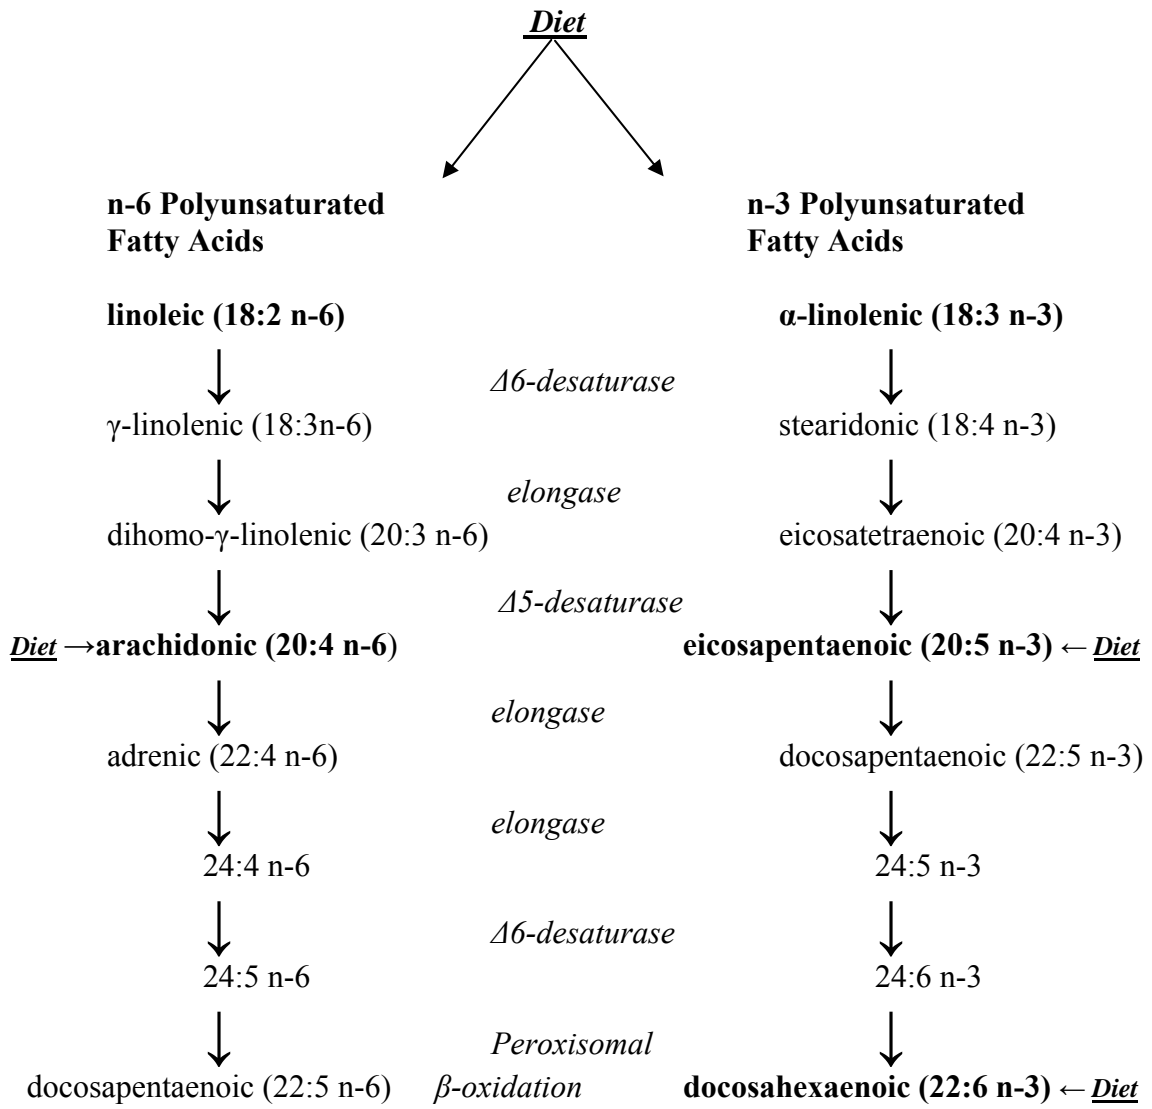 Diet
n-6 Polyunsaturated
Fatty Acids
n-3 Polyunsaturated
Fatty Acids
linoleic (18:2 n-6)
α-linolenic (18:3 n-3)
Δ6-desaturase
γ-linolenic (18:3n-6)
stearidonic (18:4 n-3)
elongase
dihomo-γ-linolenic (20:3 n-6)
eicosatetraenoic (20:4 n-3)
Δ5-desaturase
Diet →arachidonic (20:4 n-6)
eicosapentaenoic (20:5 n-3) ← Diet
elongase
adrenic (22:4 n-6)
docosapentaenoic (22:5 n-3)
elongase
24:4 n-6
24:5 n-3
Δ6-desaturase
24:5 n-6
24:6 n-3
Peroxisomal
β-oxidation
docosapentaenoic (22:5 n-6)
docosahexaenoic (22:6 n-3) ← Diet